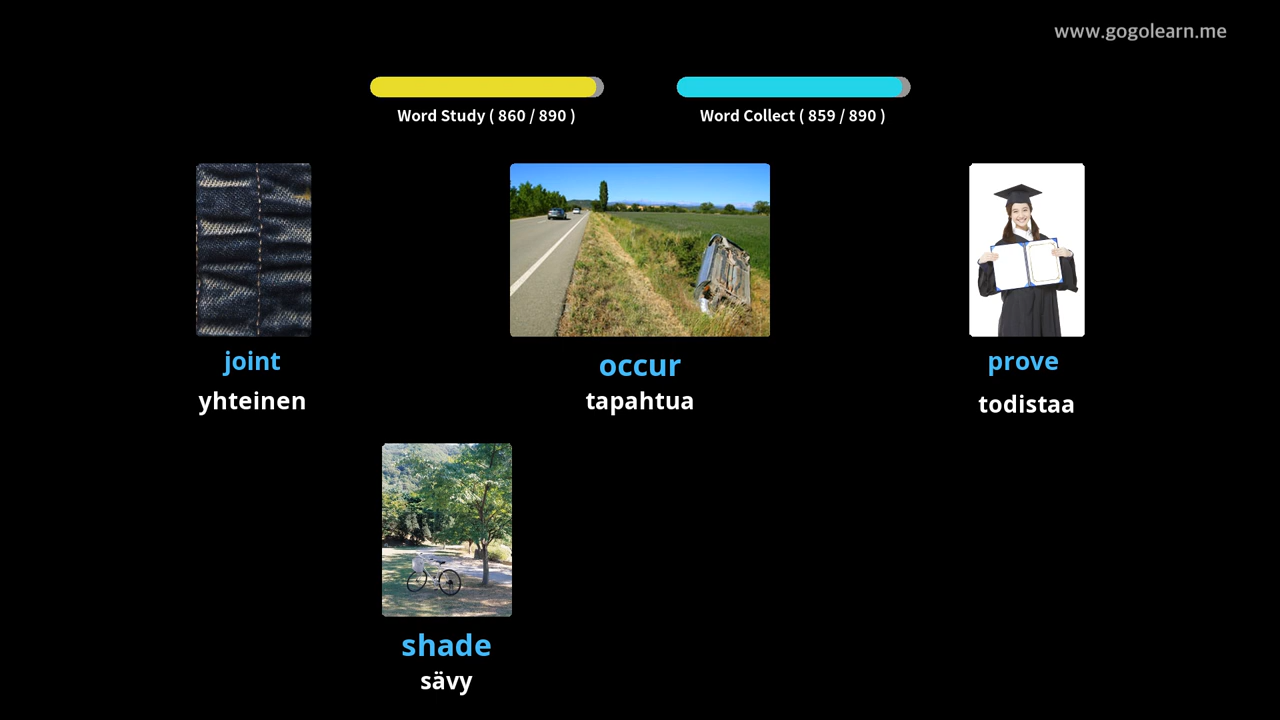 www.gogolearn.me
Word Study ( 860 / 890 )
Word Collect ( 859 / 890 )
joint
yhteinen
occur
tapahtua
prove
todistaa
shade
sävy